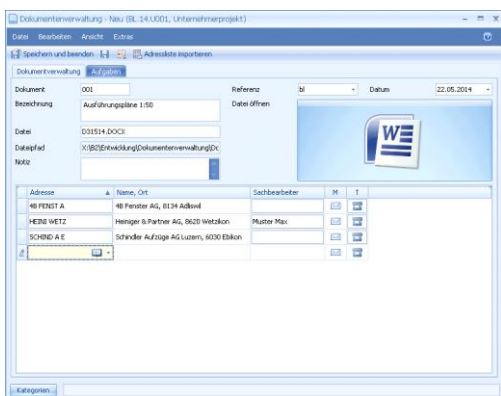 Dokumentenverwaltung - Neu (BL.14.U001, Unternehmerprojekt)
Datei Bearbeiten Ansicht Extras
Speichern und beenden Adressliste importieren
Dokumentverwaltung Aufgaben
Dokument 001 Referenz bl Datum 22.05.2014
Bezeichnung Ausführungspläne 1:50 Datei öffnen
Datei D31514.DOCX
Dateipfad X:\B2\Entwicklung\Dokumentenverwaltung\Dc
Notiz
W
Adresse Name, Ort Sachbearbeiter M T
4B FENST A 4B Fenster AG, 8134 Adliswil
HEINI WETZ Heiniger & Partner AG, 8620 Wetzikon Muster Max
SCHIND A E Schindler Aufzüge AG Luzern, 6030 Ebikon
Kategorien